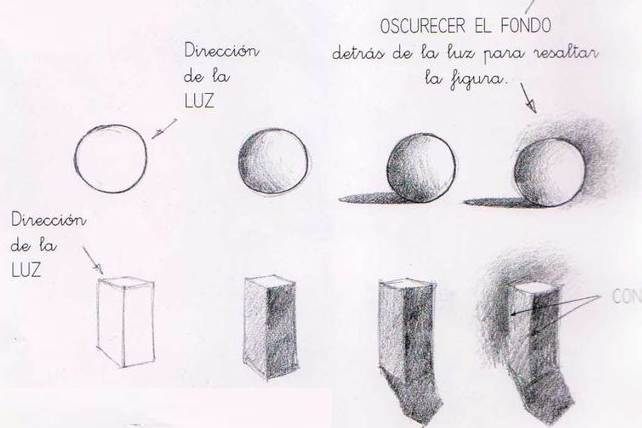 OSCURECER EL FONDO
detrás de la luz para resaltar
la figura.
Dirección
de la
LUZ
Dirección
de la
LUZ
CON